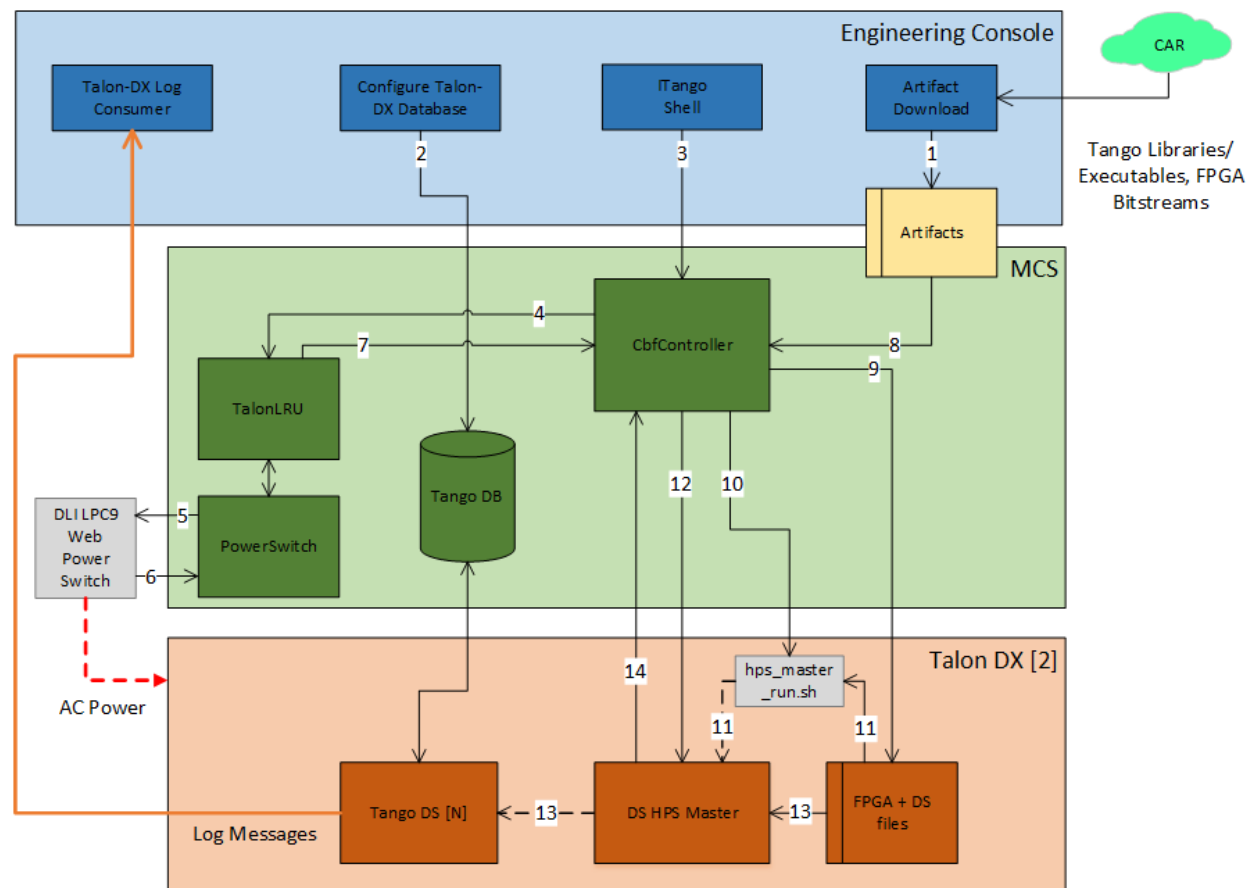 Engineering Console
CAR
Talon-DX Log
Consumer
Configure Talon-
DX Database
ITango
Shell
Artifact
Download
2
3
1
Tango Libraries/
Executables, FPGA
Bitstreams
Artifacts
MCS
4
7
CbfController
8
9
TalonLRU
Tango DB
12
10
DLI LPC9
Web
Power
Switch
5
6
PowerSwitch
AC Power
Talon DX [2]
14
hps_master
_run.sh
11
11
Tango DS [N]
13
DS HPS Master
13
FPGA + DS
files
Log Messages